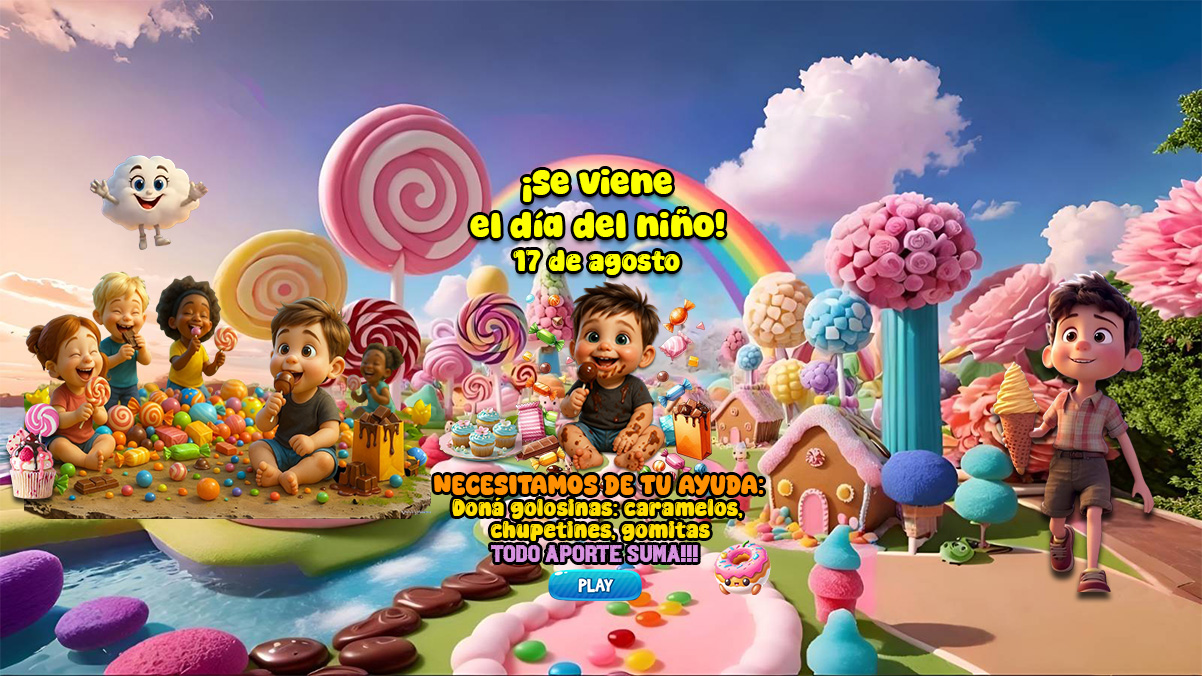 ¡Se viene
el día del niño!
17 de agosto
NECESITAMOS DE TU AYUDA:
Doná golosinas: caramelos,
chupetines, gomitas
TODO APORTE SUMA!!!
PLAY